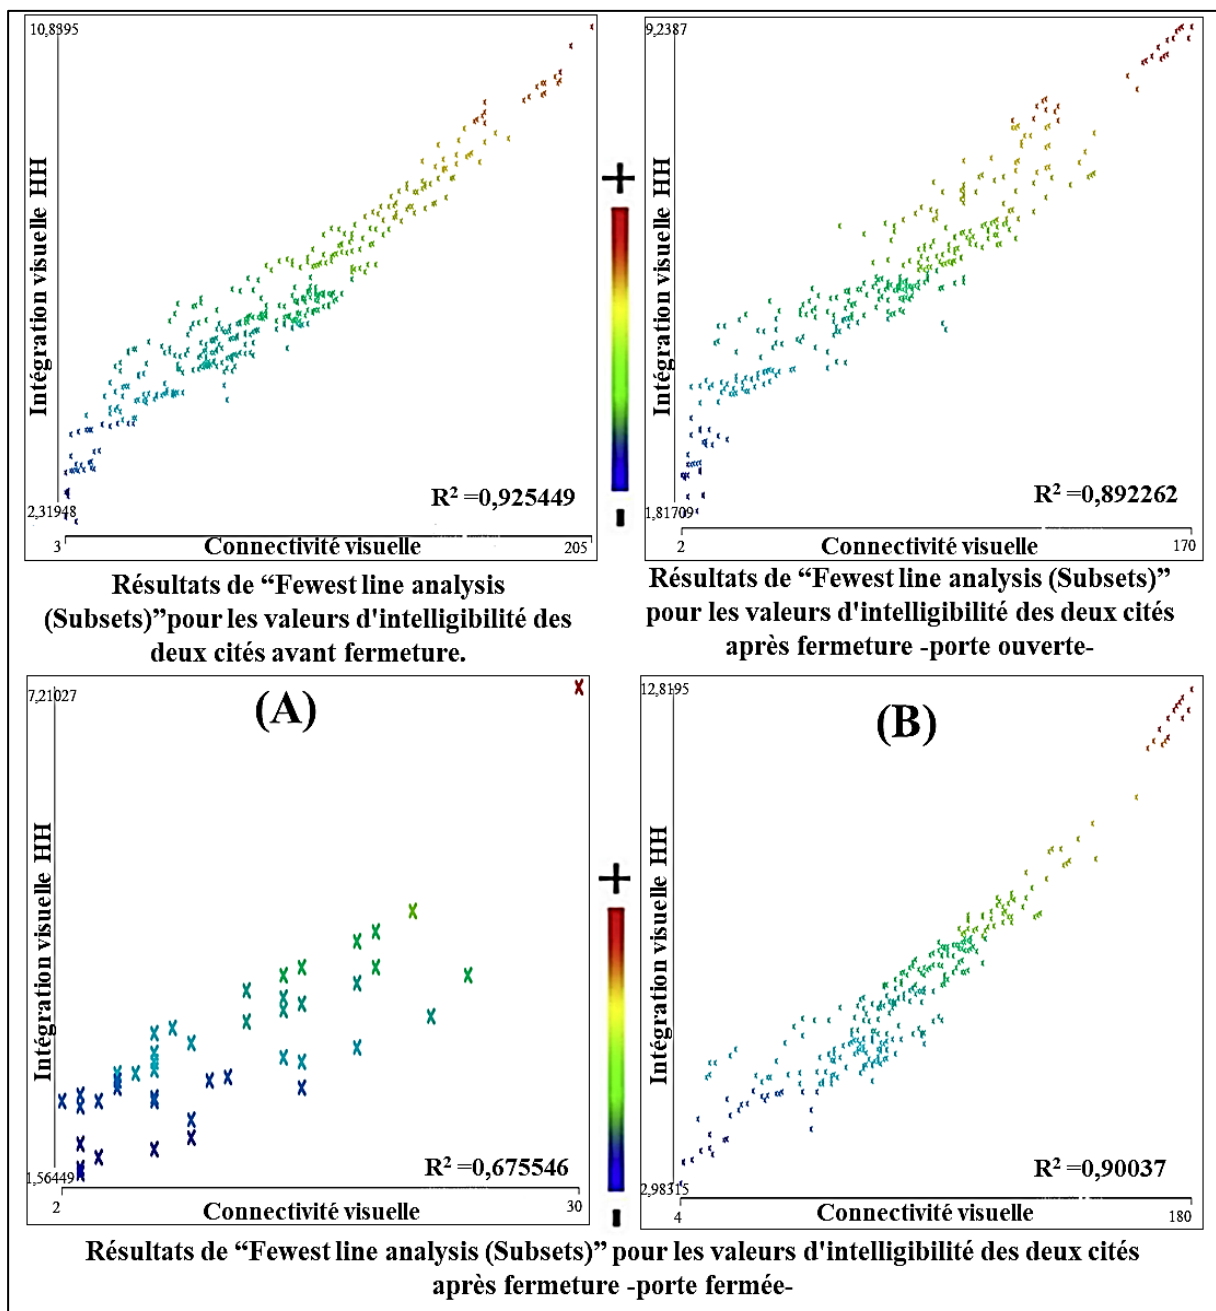 10,8395
Intégration visuelle HH
2,31948
R² =0,925449
3
Connectivité visuelle
205
Résultats de “Fewest line analysis
(Subsets)”pour les valeurs d'intelligibilité des
deux cités avant fermeture.
+
-
9,2387
Intégration visuelle HH
1,81709
R² =0,892262
2
Connectivité visuelle
170
Résultats de “Fewest line analysis (Subsets)”
pour les valeurs d'intelligibilité des deux cités
après fermeture -porte ouverte-
7,21027
(A)
Intégration visuelle HH
1,56449
R² =0,675546
2
Connectivité visuelle
30
+
-
12,8195
(B)
Intégration visuelle HH
2,98315
R² =0,90037
4
Connectivité visuelle
180
Résultats de “Fewest line analysis (Subsets)” pour les valeurs d'intelligibilité des deux cités
après fermeture -porte fermée-